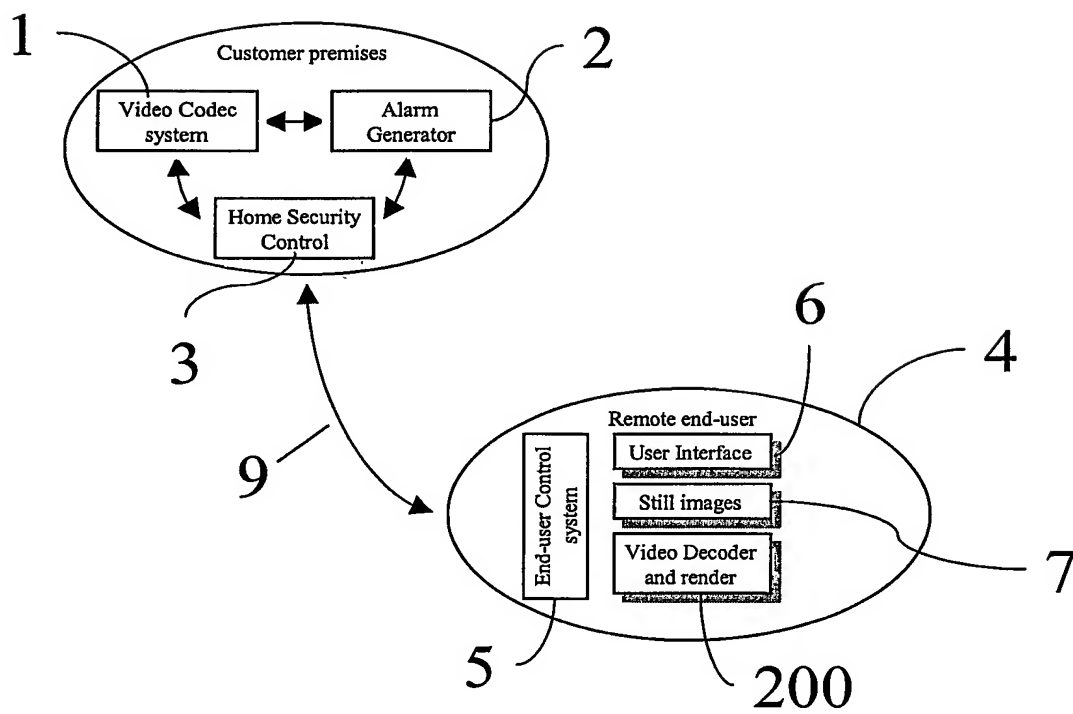 1
Customer premises
2
Video Codec
system
Alarm
Generator
Home Security
Control
3
6
4
Remote end-user
User Interface
9
End-user Control
system
Still images
Video Decoder
and render
7
5
200